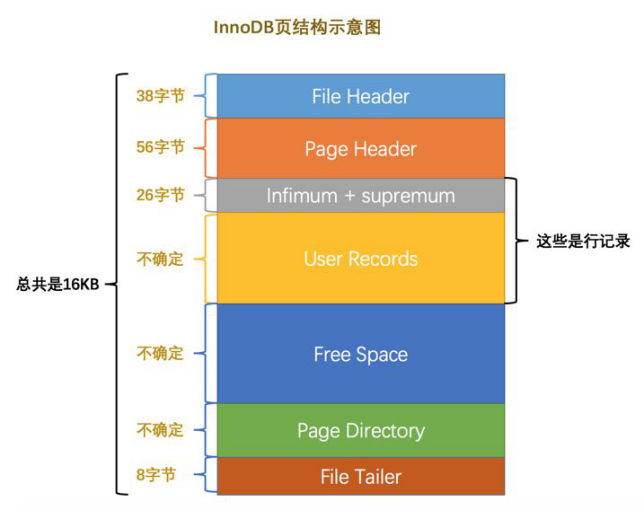 InnoDB页结构示意图
38字节
File Header
56字节
Page Header
26字节
Infimum + supremum
这些是行记录
不确定
User Records
总共是16KB
不确定
Free Space
不确定
Page Directory
8字节
File Tailer